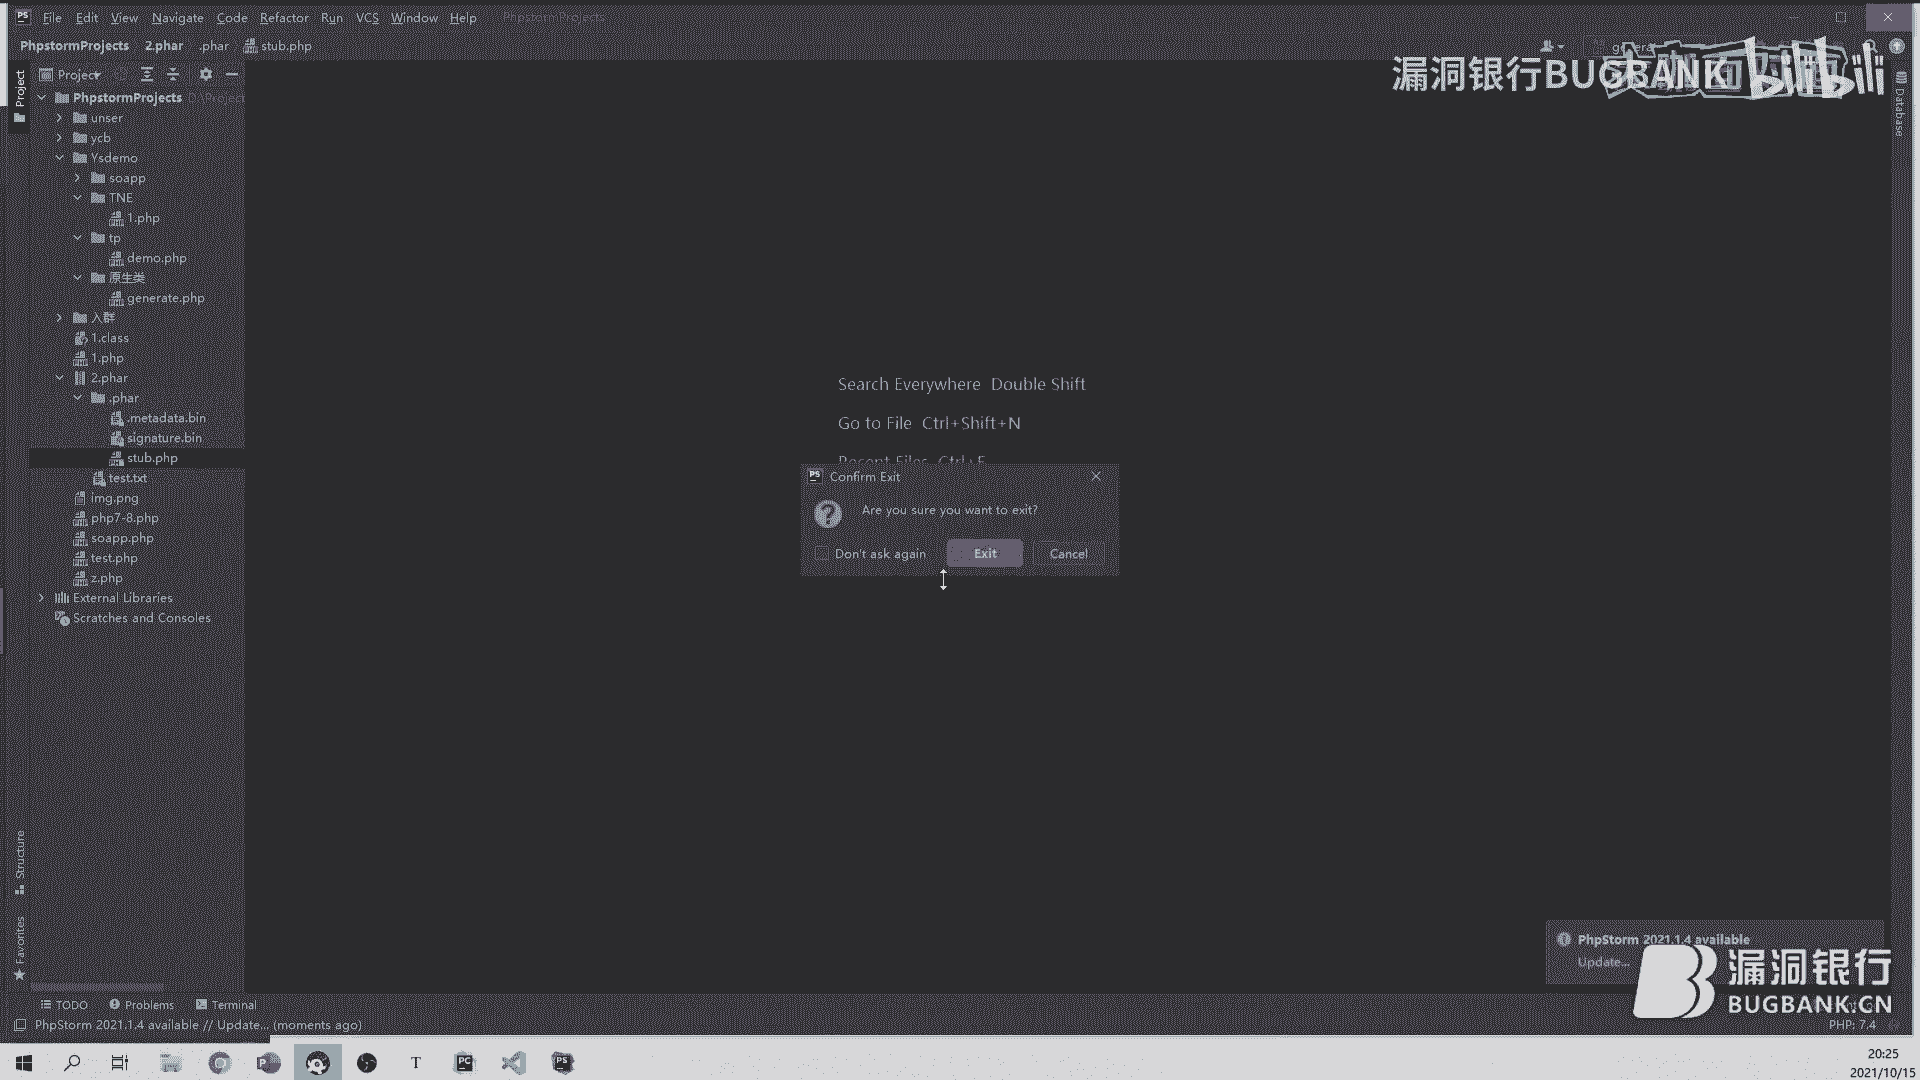 File Edit View Navigate Code Refactor Run VCS Window Help PhpstormProjects
PhpstormProjects 2.phar .phar stub.php
漏洞银行BUGBANK bilibili
Project
Project
PhpstormProjects D:\Project
unser
ycb
Ysdemo
soapp
TNE
1.php
tp
demo.php
原生类
generate.php
入群
1.class
1.php
2.phar
.phar
.metadata.bin
signature.bin
stub.php
test.txt
img.png
php7-8.php
soapp.php
test.php
z.php
External Libraries
Scratches and Consoles
Database
Search Everywhere Double Shift
Go to File Ctrl+Shift+N
Recent Files Ctrl+E
Confirm Exit
Are you sure you want to exit?
Don't ask again Exit Cancel
Structure
Favorites
PhpStorm 2021.1.4 available
Update...
漏洞银行
BUGBANK.CN
TODO Problems Terminal
PhpStorm 2021.1.4 available // Update... (moments ago)
PHP: 7.4
20:25
2021/10/15